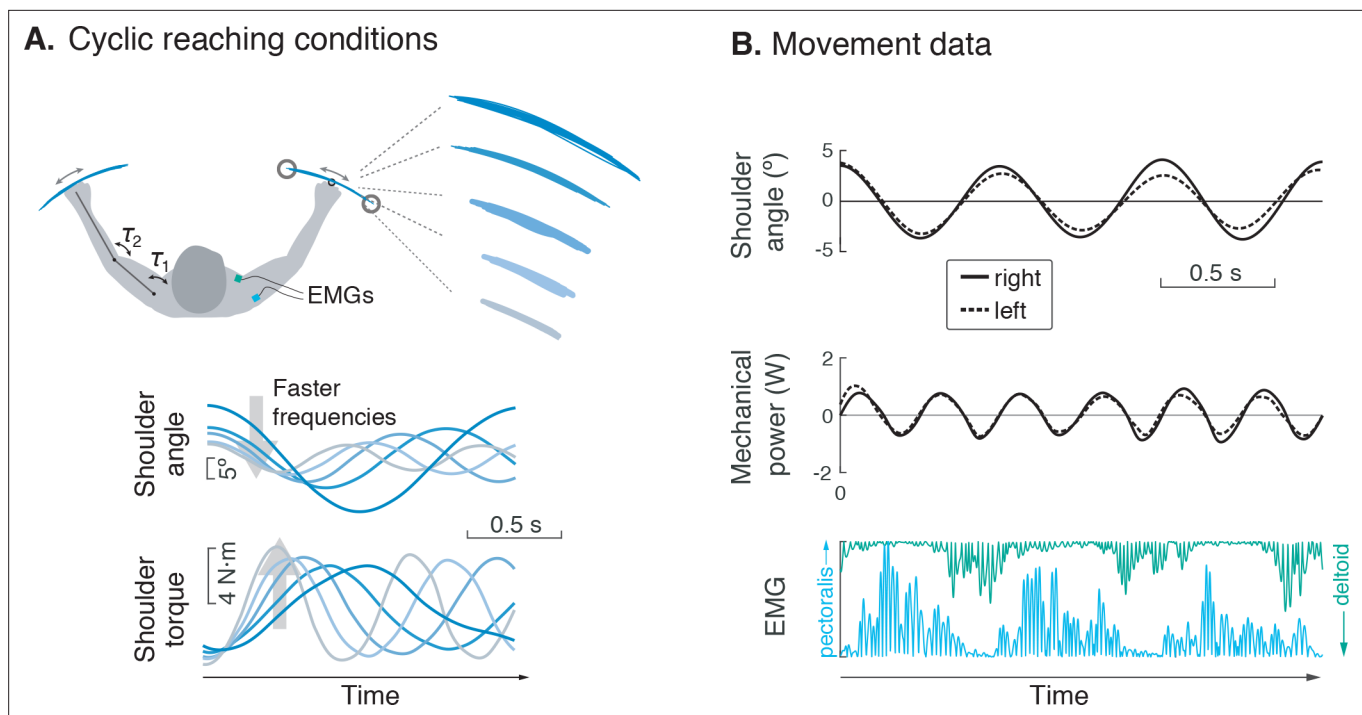 A. Cyclic reaching conditions
τ2
τ1
EMGs
Faster
frequencies
Shoulder
angle
5º
0.5 s
4 N·m
Shoulder
torque
Time
B. Movement data
Shoulder
angle (º)
5
0
-5
right
left
0.5 s
Mechanical
power (W)
2
0
-2
0
EMG
pectoralis
deltoid
Time